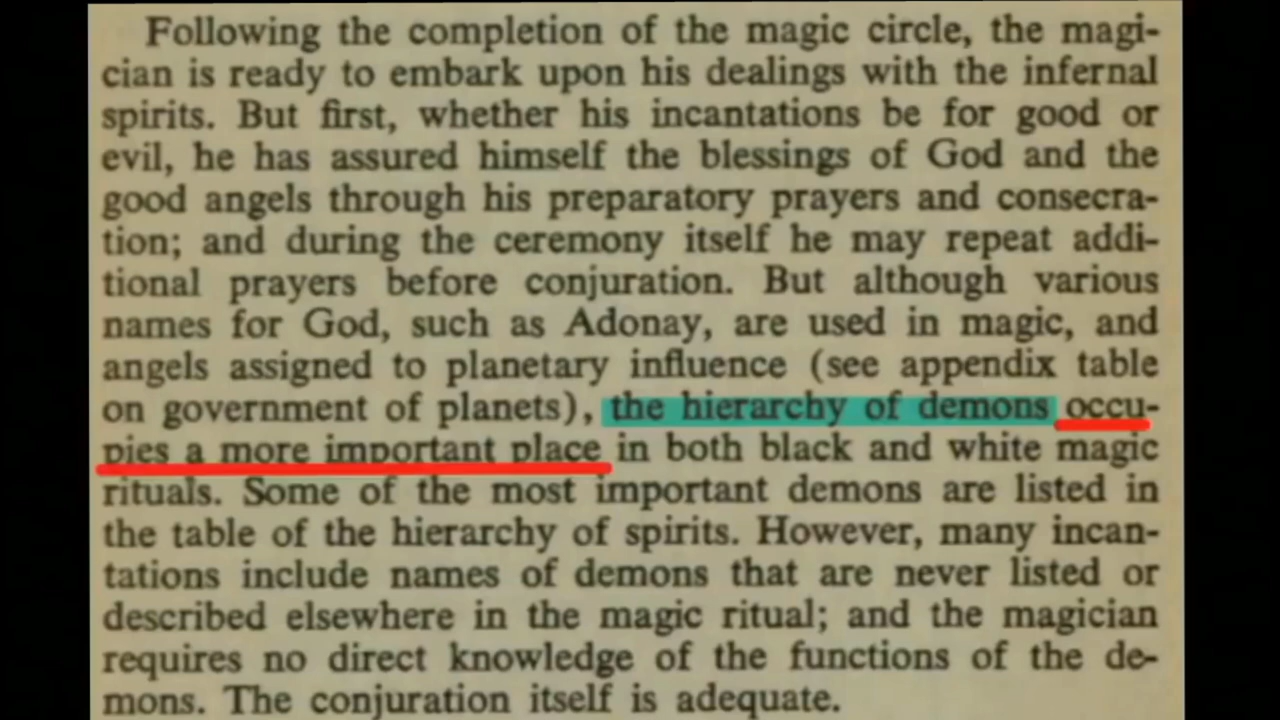 Following the completion of the magic circle, the magi-
cian is ready to embark upon his dealings with the infernal
spirits. But first, whether his incantations be for good or
evil, he has assured himself the blessings of God and the
good angels through his preparatory prayers and consecra-
tion; and during the ceremony itself he may repeat addi-
tional prayers before conjuration. But although various
names for God, such as Adonay, are used in magic, and
angels assigned to planetary influence (see appendix table
on government of planets), the hierarchy of demons occu-
pies a more important place in both black and white magic
rituals. Some of the most important demons are listed in
the table of the hierarchy of spirits. However, many incan-
tations include names of demons that are never listed or
described elsewhere in the magic ritual; and the magician
requires no direct knowledge of the functions of the de-
mons. The conjuration itself is adequate.